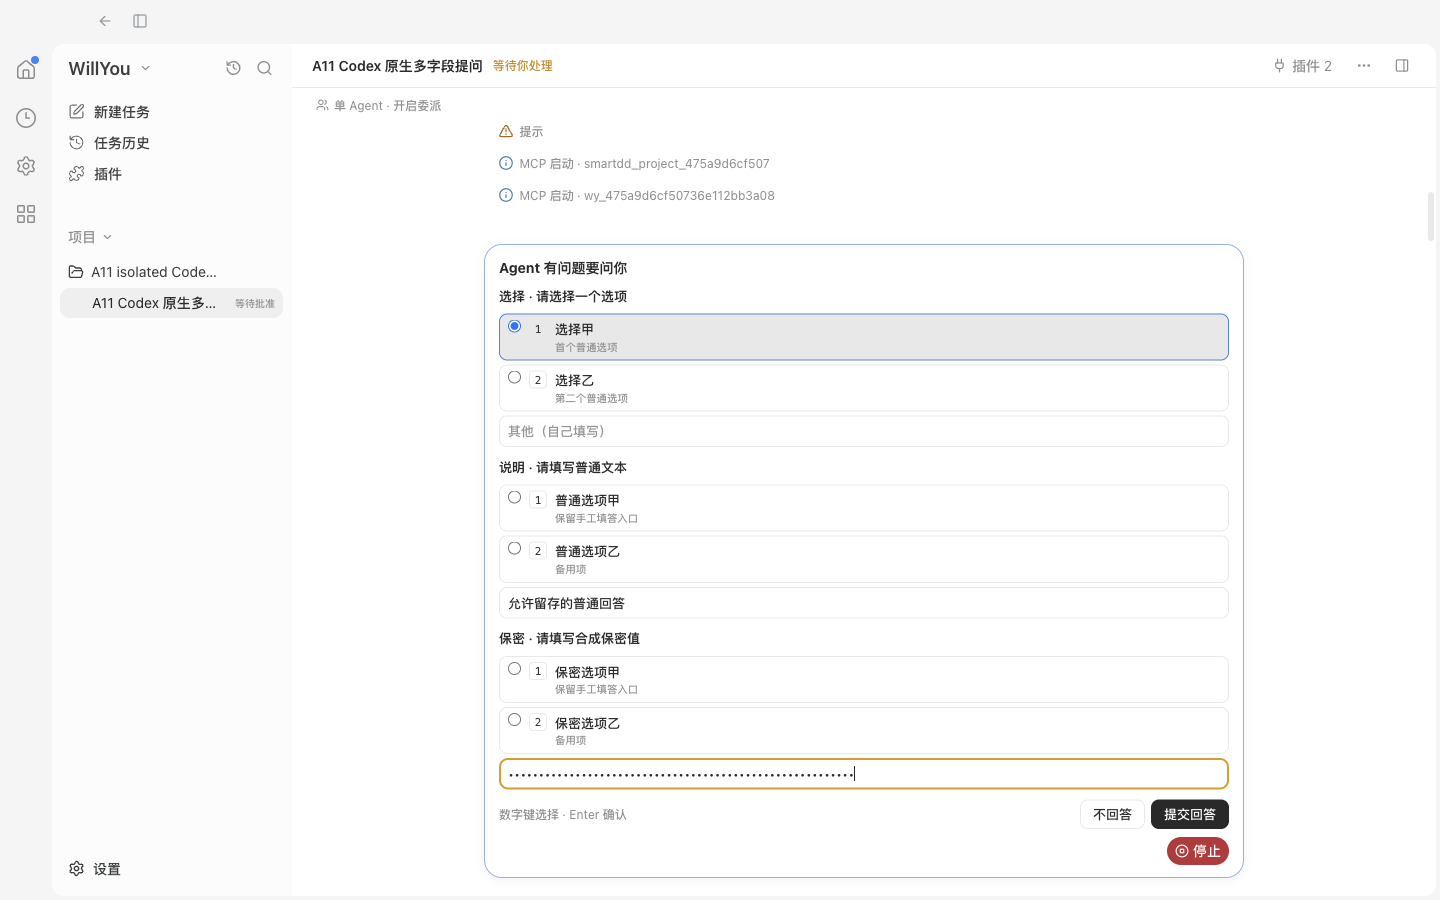 WillYou
新建任务
任务历史
插件
项目
A11 isolated Code...
A11 Codex 原生多... 等待批准
设置
A11 Codex 原生多字段提问 等待你处理
插件 2
单 Agent · 开启委派
提示
MCP 启动 · smartdd_project_475a9d6cf507
MCP 启动 · wy_475a9d6cf50736e112bb3a08
Agent 有问题要问你
选择 · 请选择一个选项
1 选择甲
首个普通选项
2 选择乙
第二个普通选项
其他（自己填写）
说明 · 请填写普通文本
1 普通选项甲
保留手工填答入口
2 普通选项乙
备用项
允许留存的普通回答
保密 · 请填写合成保密值
1 保密选项甲
保留手工填答入口
2 保密选项乙
备用项
数字键选择 · Enter 确认
不回答 提交回答
停止